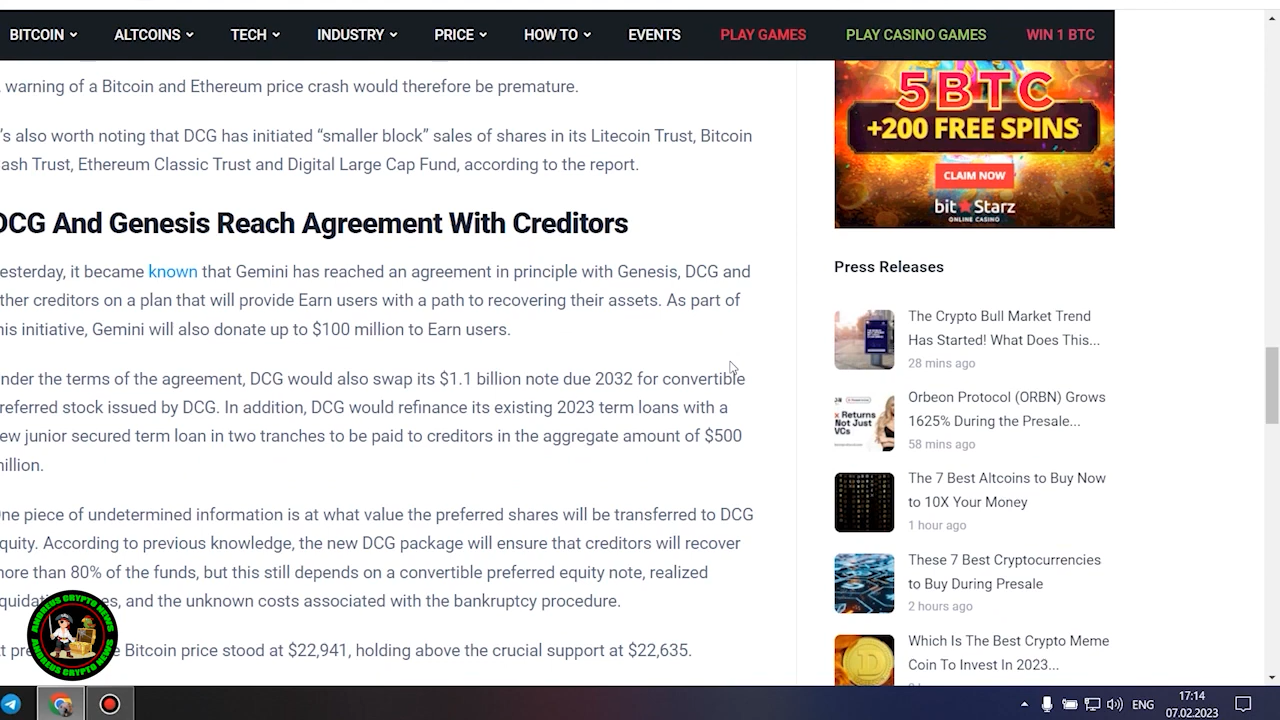 BITCOIN ALTCOINS TECH INDUSTRY PRICE HOW TO EVENTS PLAY GAMES PLAY CASINO GAMES WIN 1 BTC
warning of a Bitcoin and Ethereum price crash would therefore be premature.
's also worth noting that DCG has initiated “smaller block” sales of shares in its Litecoin Trust, Bitcoin
ash Trust, Ethereum Classic Trust and Digital Large Cap Fund, according to the report.
DCG And Genesis Reach Agreement With Creditors
esterday, it became known that Gemini has reached an agreement in principle with Genesis, DCG and
ther creditors on a plan that will provide Earn users with a path to recovering their assets. As part of
his initiative, Gemini will also donate up to $100 million to Earn users.
nder the terms of the agreement, DCG would also swap its $1.1 billion note due 2032 for convertible
referred stock issued by DCG. In addition, DCG would refinance its existing 2023 term loans with a
ew junior secured term loan in two tranches to be paid to creditors in the aggregate amount of $500
illion.
ne piece of undetermined information is at what value the preferred shares will be transferred to DCG
quity. According to previous knowledge, the new DCG package will ensure that creditors will recover
ore than 80% of the funds, but this still depends on a convertible preferred equity note, realized
quidat es, and the unknown costs associated with the bankruptcy procedure.
t pre e Bitcoin price stood at $22,941, holding above the crucial support at $22,635.
5BTC
+200 FREE SPINS
CLAIM NOW
bitStarz
ONLINE CASINO
Press Releases
The Crypto Bull Market Trend
Has Started! What Does This...
28 mins ago
x Returns
Not Just
VCs
Orbeon Protocol (ORBN) Grows
1625% During the Presale...
58 mins ago
The 7 Best Altcoins to Buy Now
to 10X Your Money
1 hour ago
These 7 Best Cryptocurrencies
to Buy During Presale
2 hours ago
Which Is The Best Crypto Meme
Coin To Invest In 2023...
ANDREUS CRYPTO NEWS
ANDREUS CRYPTO NEWS
ENG
17:14
07.02.2023